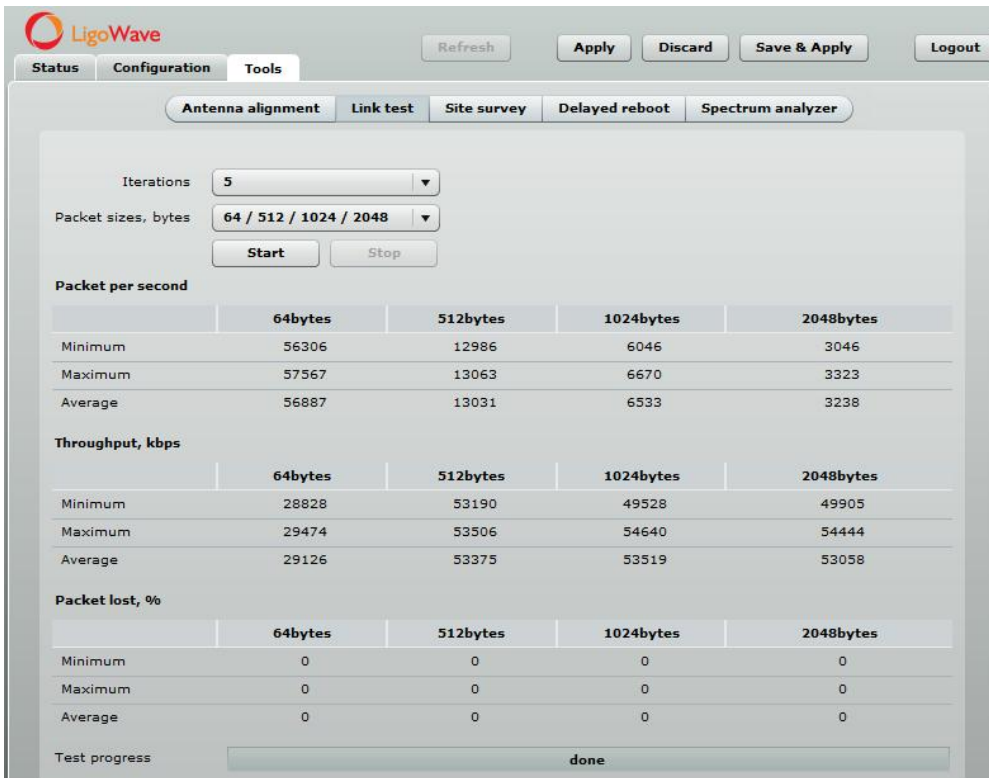 LigoWave
Refresh Apply Discard Save & Apply Logout
Status Configuration Tools
Antenna alignment Link test Site survey Delayed reboot Spectrum analyzer
Iterations 5
Packet sizes, bytes 64 / 512 / 1024 / 2048
Start Stop
Packet per second
64bytes 512bytes 1024bytes 2048bytes
Minimum 56306 12986 6046 3046
Maximum 57567 13063 6670 3323
Average 56887 13031 6533 3238
Throughput, kbps
64bytes 512bytes 1024bytes 2048bytes
Minimum 28828 53190 49528 49905
Maximum 29474 53506 54640 54444
Average 29126 53375 53519 53058
Packet lost, %
64bytes 512bytes 1024bytes 2048bytes
Minimum 0 0 0 0
Maximum 0 0 0 0
Average 0 0 0 0
Test progress done